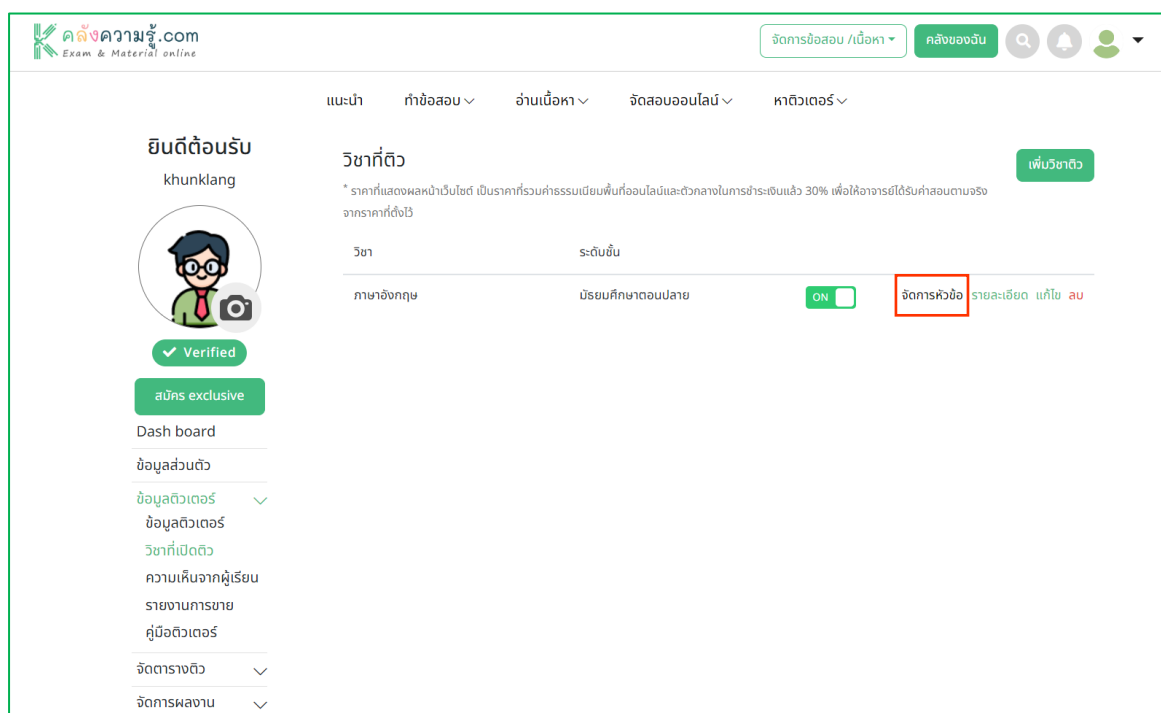 คลังความรู้.com
Exam & Material online
จัดการข้อสอบ /เนื้อหา
คลังของฉัน
แนะนำ ทำข้อสอบ อ่านเนื้อหา จัดสอบออนไลน์ หาติวเตอร์
ยินดีต้อนรับ
khunklang
Verified
สมัคร exclusive
Dash board
ข้อมูลส่วนตัว
ข้อมูลติวเตอร์
ข้อมูลติวเตอร์
วิชาที่เปิดติว
ความเห็นจากผู้เรียน
รายงานการขาย
คู่มือติวเตอร์
จัดตารางติว
จัดการผลงาน
วิชาที่ติว
เพิ่มวิชาติว
* ราคาที่แสดงผลหน้าเว็บไซต์ เป็นราคาที่รวมค่าธรรมเนียมพื้นที่ออนไลน์และตัวกลางในการชำระเงินแล้ว 30% เพื่อให้อาจารย์ได้รับค่าสอนตามจริง
จากราคาที่ตั้งไว้
วิชา ระดับชั้น
ภาษาอังกฤษ มัธยมศึกษาตอนปลาย ON จัดการหัวข้อ รายละเอียด แก้ไข ลบ